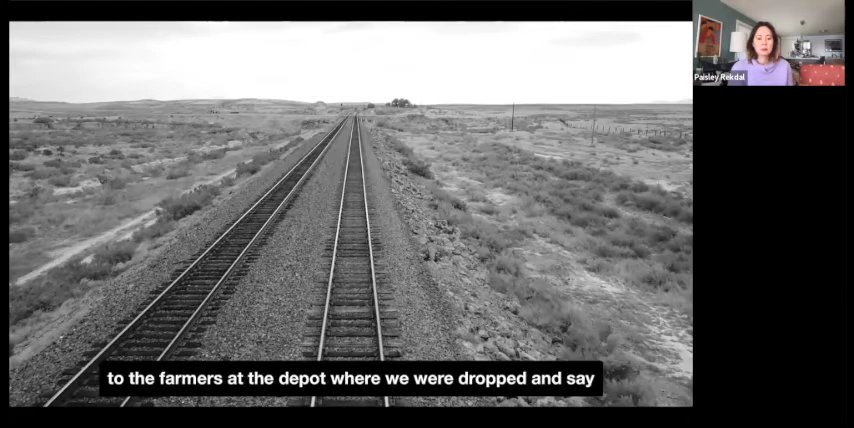 Paisley Rekdal
to the farmers at the depot where we were dropped and say